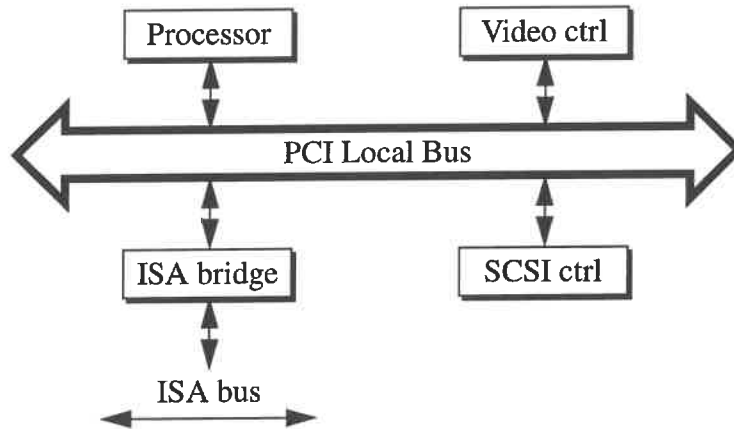 Processor
Video ctrl
PCI Local Bus
ISA bridge
SCSI ctrl
ISA bus